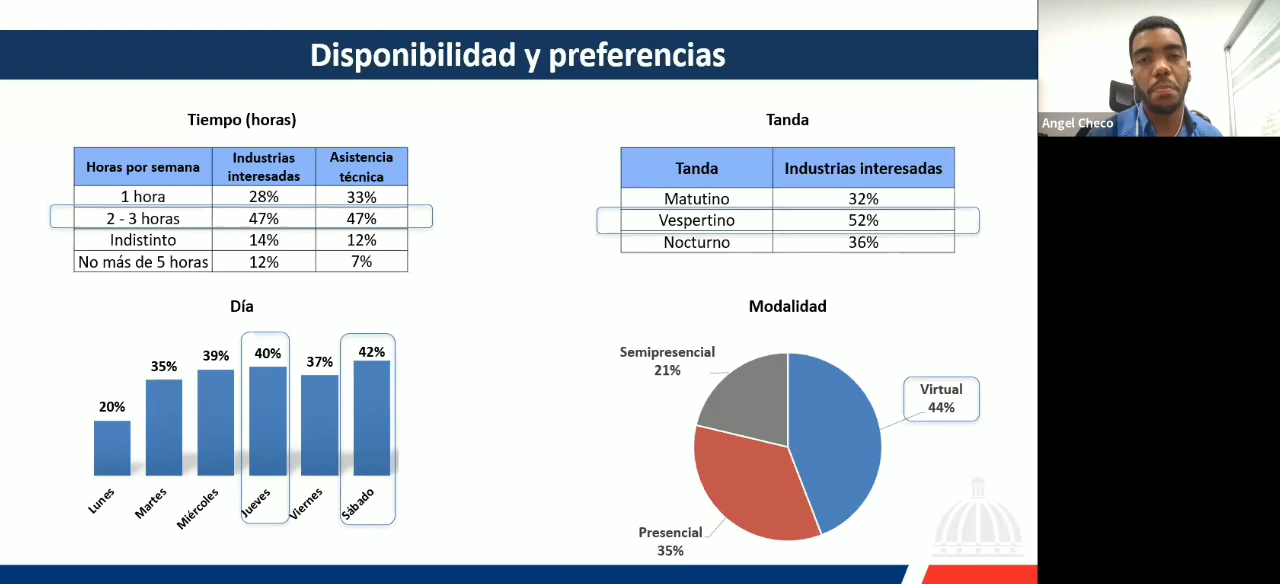 Disponibilidad y preferencias
Tiempo (horas)
Horas por semana Industrias interesadas Asistencia técnica
1 hora 28% 33%
2 - 3 horas 47% 47%
Indistinto 14% 12%
No más de 5 horas 12% 7%
Tanda
Tanda Industrias interesadas
Matutino 32%
Vespertino 52%
Nocturno 36%
Día
20% 35% 39% 40% 37% 42%
Lunes Martes Miércoles Jueves Viernes Sábado
Modalidad
Semipresencial
21%
Virtual
44%
Presencial
35%
Angel Checo